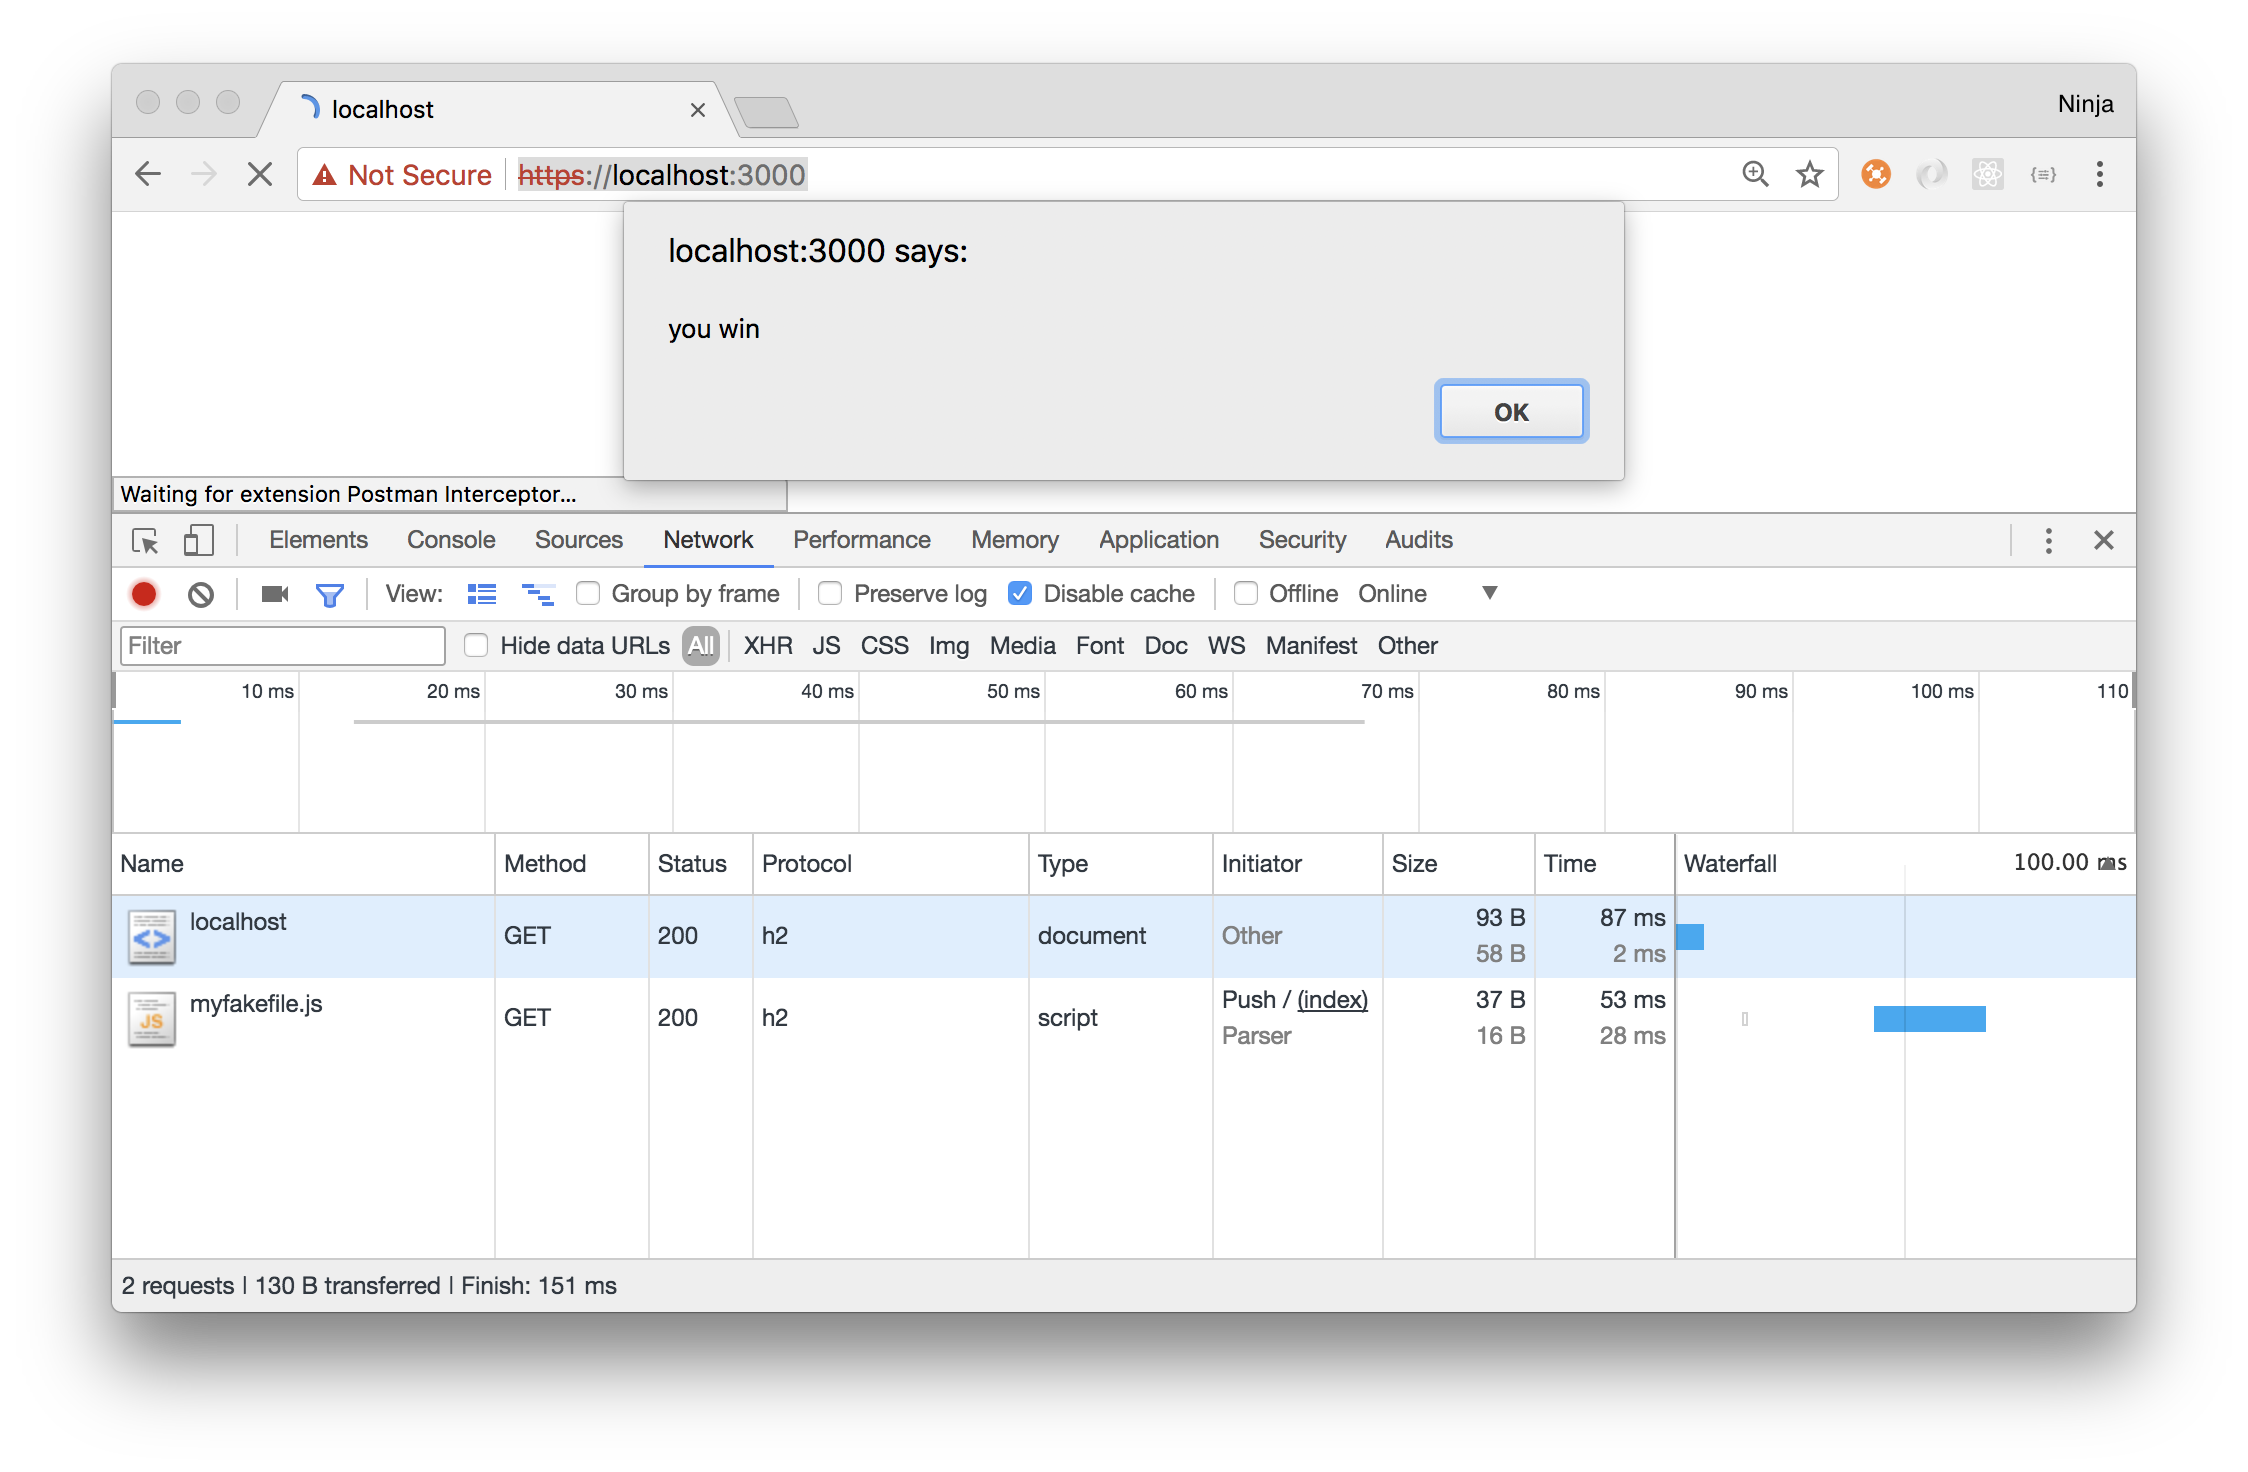 localhost
Ninja
Not Secure https://localhost:3000
localhost:3000 says:
you win
OK
Waiting for extension Postman Interceptor...
Elements Console Sources Network Performance Memory Application Security Audits
View: Group by frame Preserve log Disable cache Offline Online
Filter Hide data URLs All XHR JS CSS Img Media Font Doc WS Manifest Other
10 ms 20 ms 30 ms 40 ms 50 ms 60 ms 70 ms 80 ms 90 ms 100 ms 110
Name Method Status Protocol Type Initiator Size Time Waterfall 100.00 ms
localhost GET 200 h2 document Other 93 B 87 ms
58 B 2 ms
myfakefile.js GET 200 h2 script Push / (index) 37 B 53 ms
JS Parser 16 B 28 ms
2 requests | 130 B transferred | Finish: 151 ms